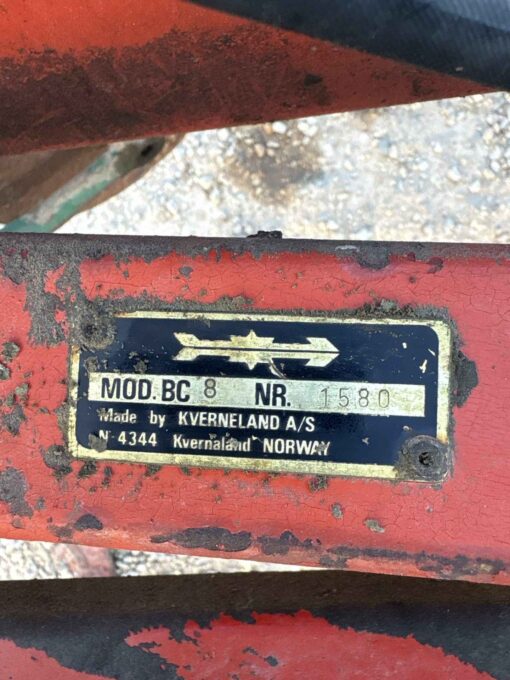 MOD. BC 8 NR. 1580
Made by KVERNELAND A/S
N 4344 Kvernaland NORWAY